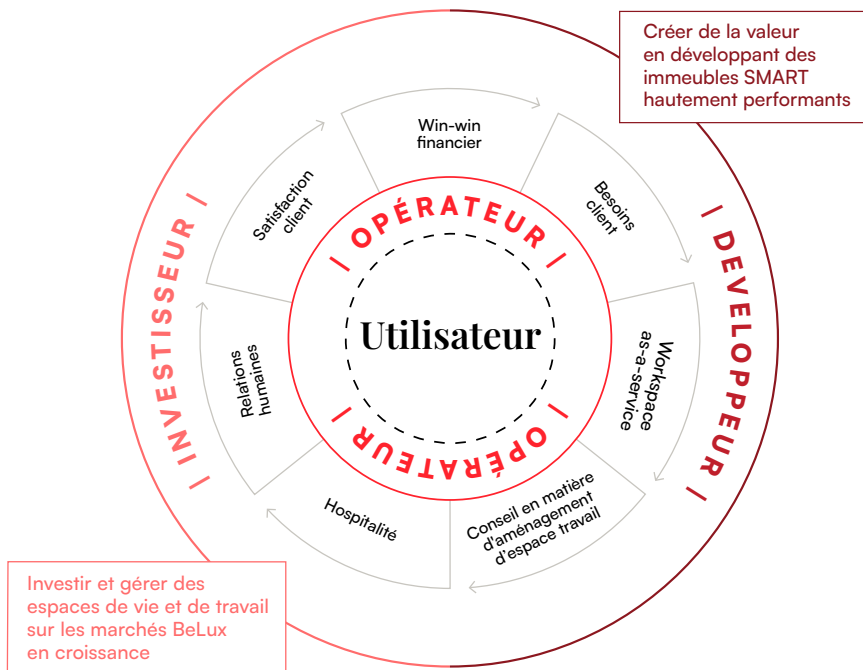 Créer de la valeur
en développant des
immeubles SMART
hautement performants
Win-win
financier
Besoins
client
Workspace
as-a-service
Conseil en matière
d'aménagement
d'espace travail
Hospitalité
Relations
humaines
Satisfaction
client
| OPÉRATEUR |
Utilisateur
| OPÉRATEUR |
| INVESTISSEUR |
| DEVELOPPEUR |
Investir et gérer des
espaces de vie et de travail
sur les marchés BeLux
en croissance